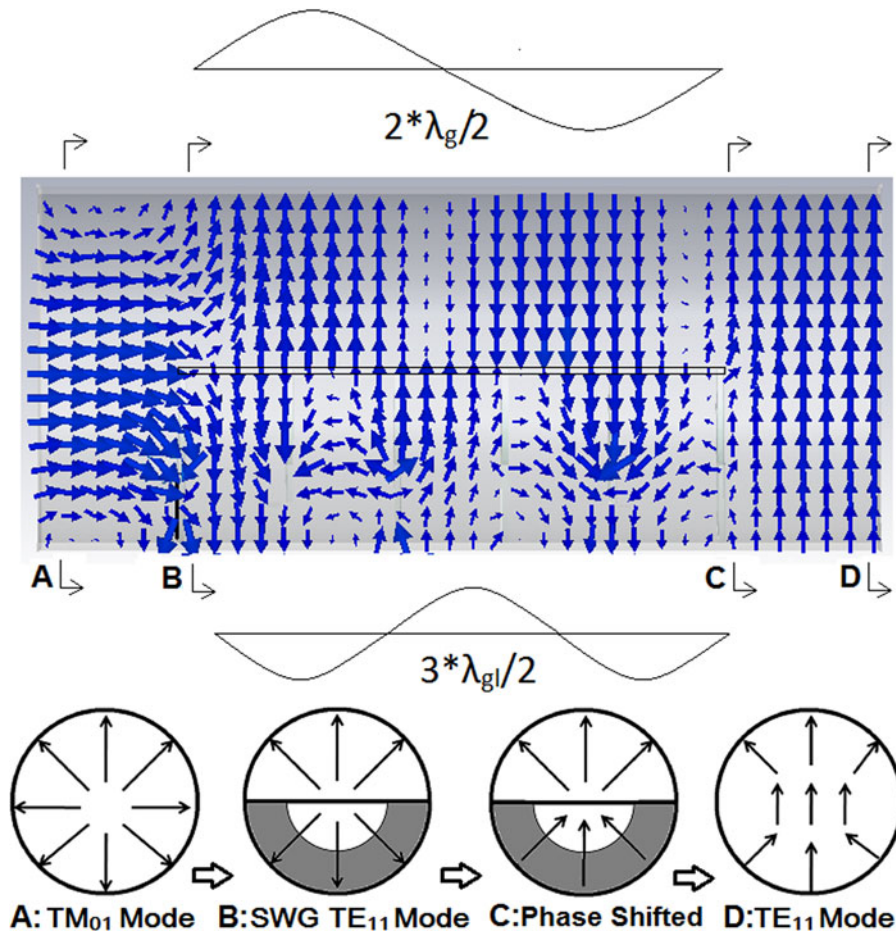 2*λg/2
A
B
C
D
3*λgl/2
A: TM01 Mode
B:SWG TE11 Mode
C:Phase Shifted
D:TE11 Mode